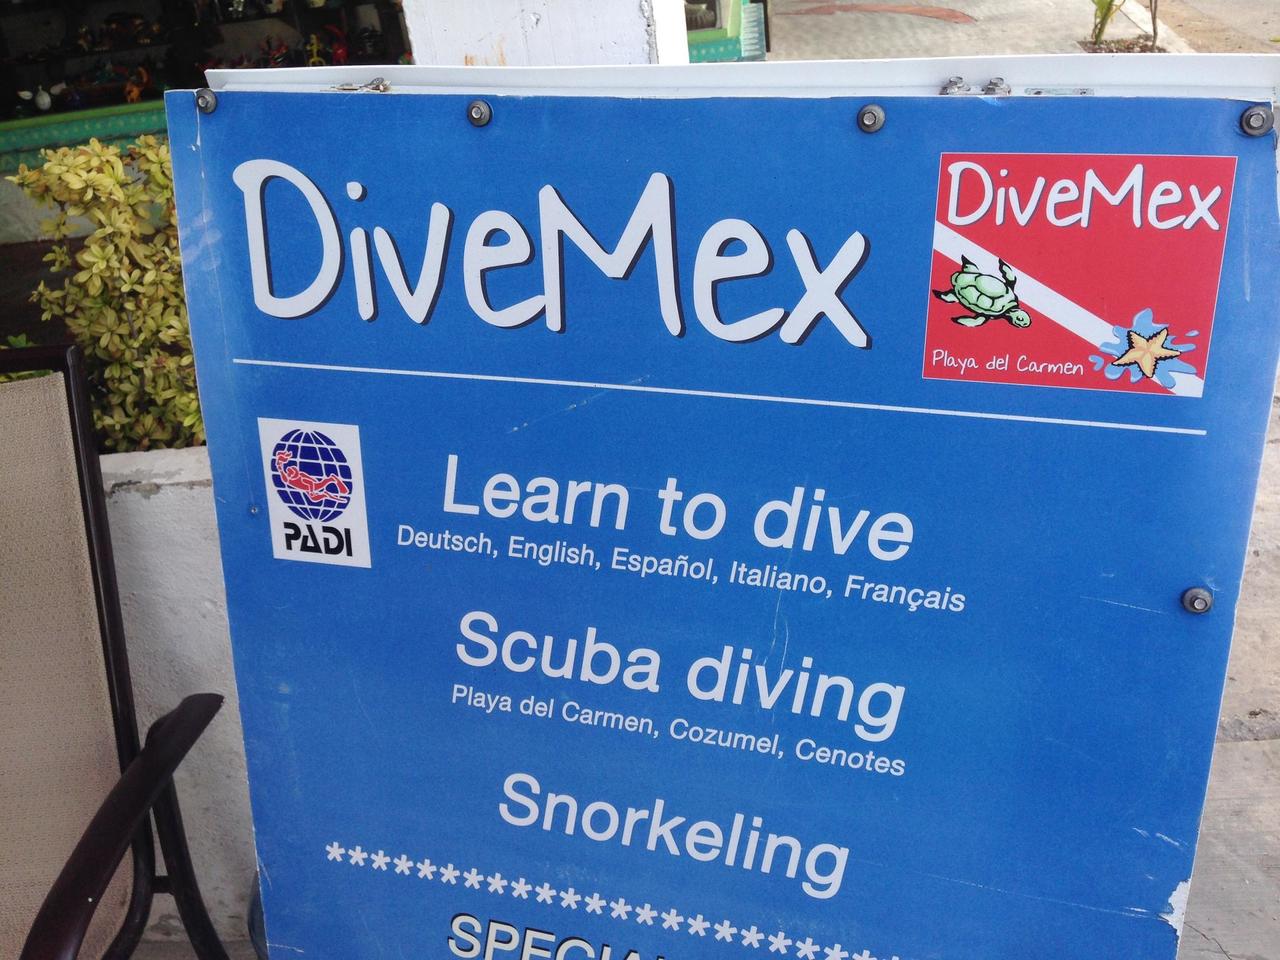 DiveMex
DiveMex
Playa del Carmen
PADI
Learn to dive
Deutsch, English, Español, Italiano, Français
Scuba diving
Playa del Carmen, Cozumel, Cenotes
Snorkeling
************************